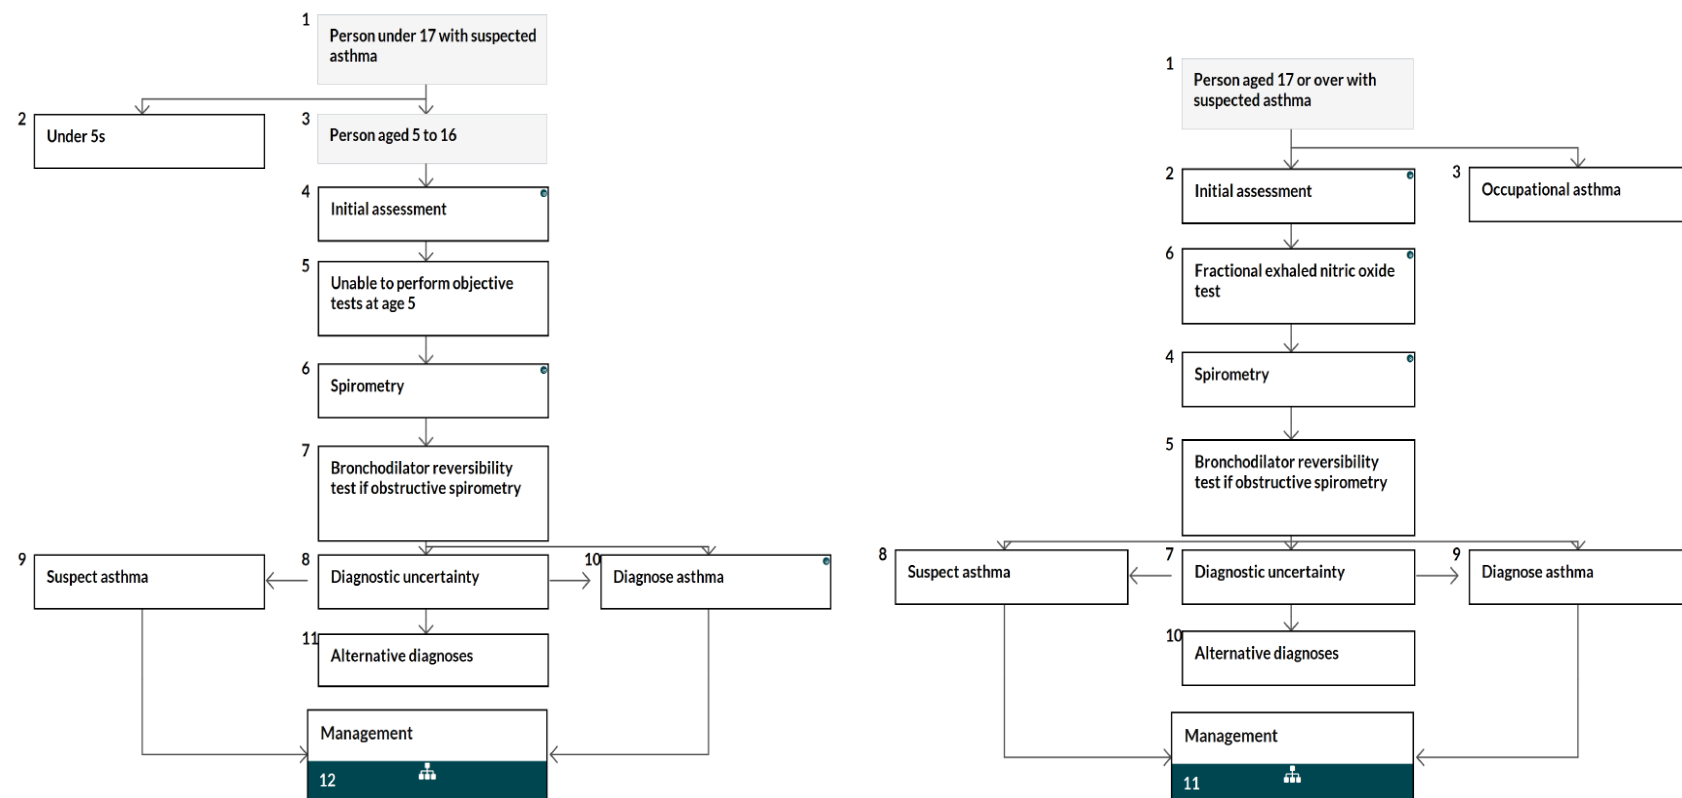 1
Person under 17 with suspected
asthma
2
Under 5s
3
Person aged 5 to 16
4
Initial assessment
5
Unable to perform objective
tests at age 5
6
Spirometry
7
Bronchodilator reversibility
test if obstructive spirometry
9
Suspect asthma
8
Diagnostic uncertainty
10
Diagnose asthma
11
Alternative diagnoses
Management
12
1
Person aged 17 or over with
suspected asthma
2
Initial assessment
3
Occupational asthma
6
Fractional exhaled nitric oxide
test
4
Spirometry
5
Bronchodilator reversibility
test if obstructive spirometry
8
Suspect asthma
7
Diagnostic uncertainty
9
Diagnose asthma
10
Alternative diagnoses
Management
11